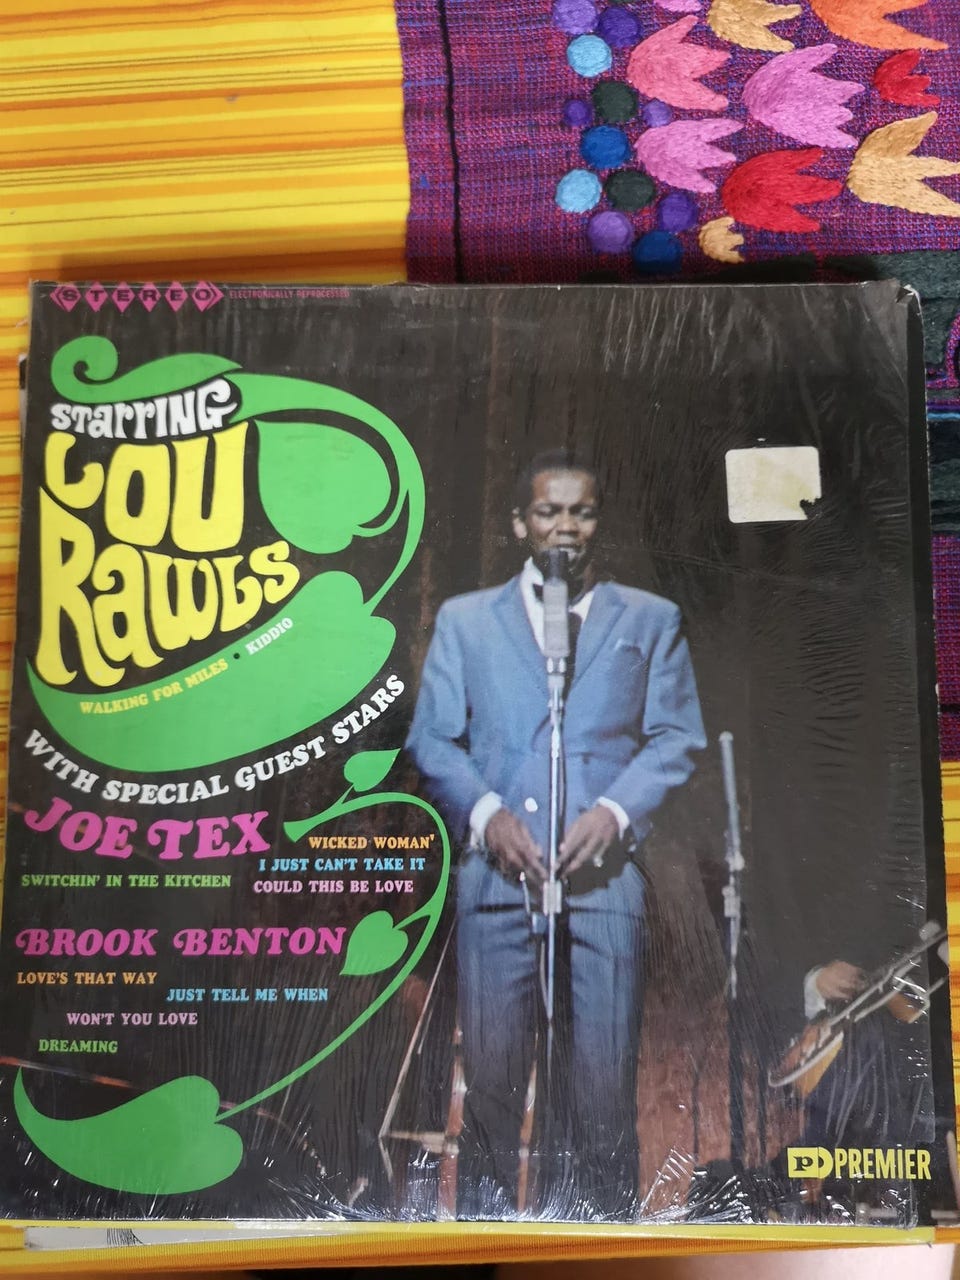 STEREO ELECTRONICALLY REPROCESSED
STARRING
LOU
RAWLS
WALKING FOR MILES • KIDDIO
WITH SPECIAL GUEST STARS
JOE TEX
WICKED WOMAN'
I JUST CAN'T TAKE IT
SWITCHIN' IN THE KITCHEN COULD THIS BE LOVE
BROOK BENTON
LOVE'S THAT WAY
JUST TELL ME WHEN
WON'T YOU LOVE
DREAMING
PD PREMIER